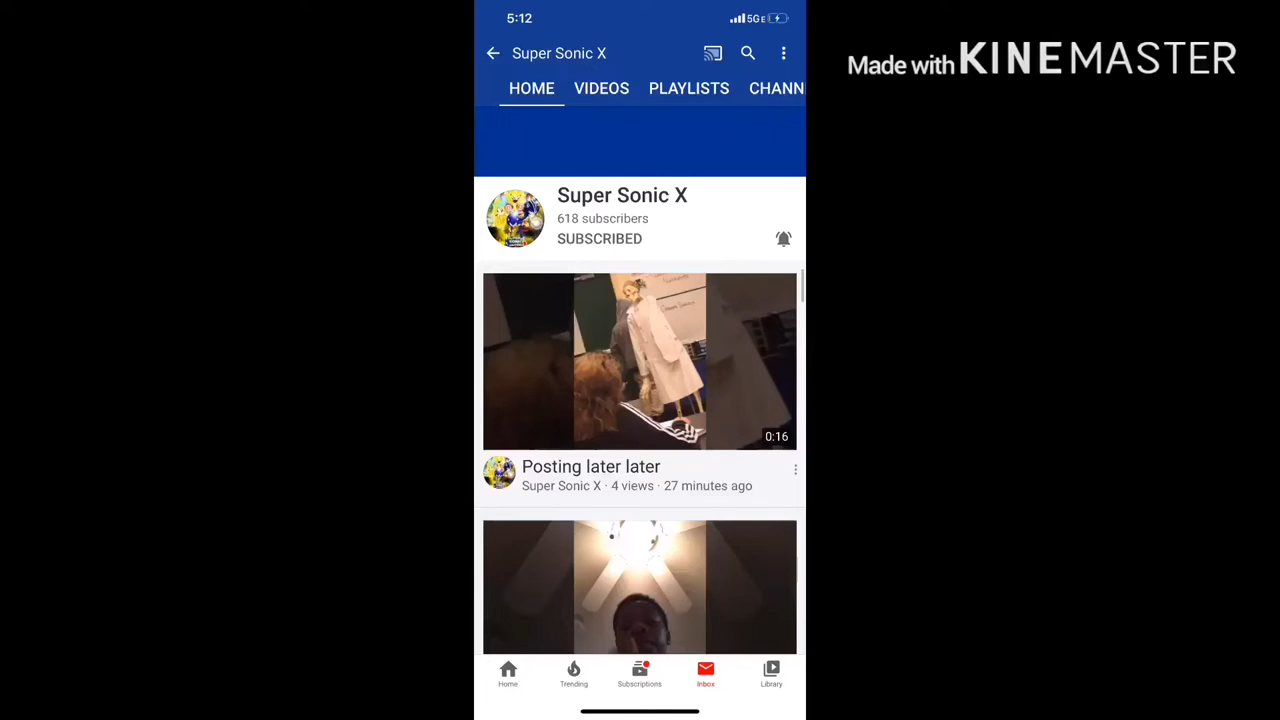 5:12
5GE
Super Sonic X
HOME VIDEOS PLAYLISTS CHANN
Super Sonic X
618 subscribers
SUBSCRIBED
0:16
Posting later later
Super Sonic X · 4 views · 27 minutes ago
Home Trending Subscriptions Inbox Library
Made with KINEMASTER